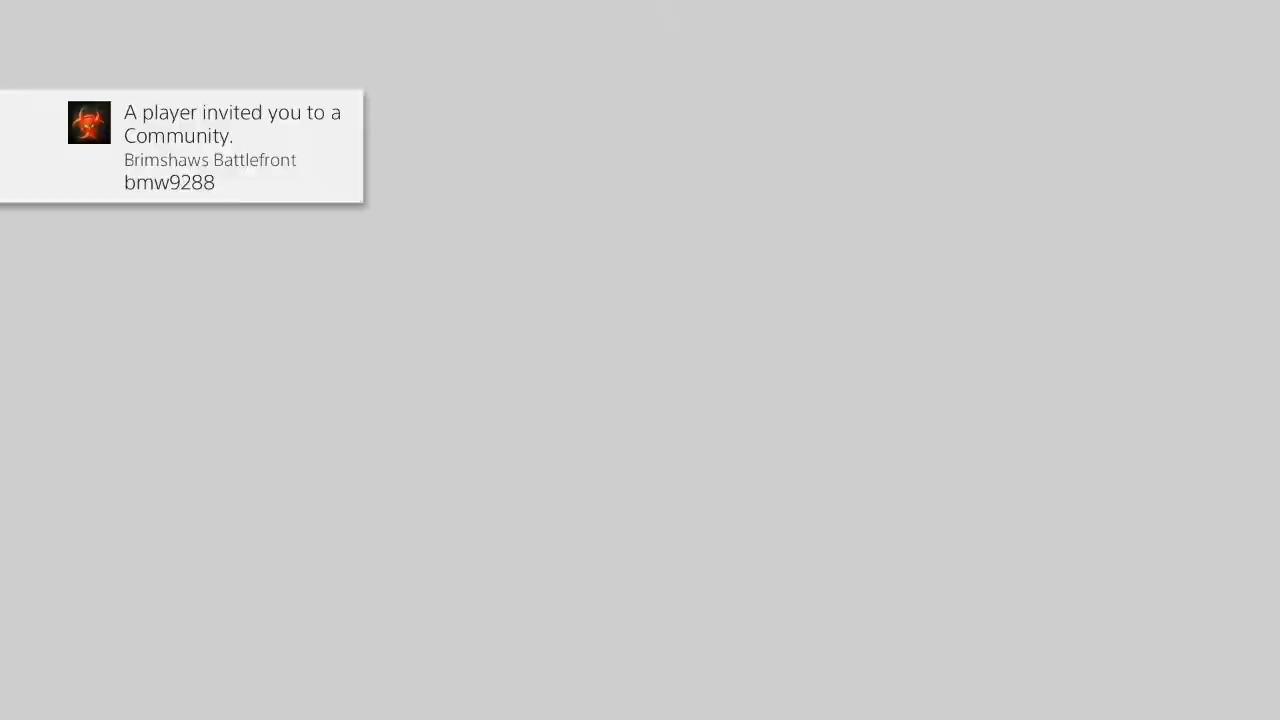 A player invited you to a
Community.
Brimshaws Battlefront
bmw9288